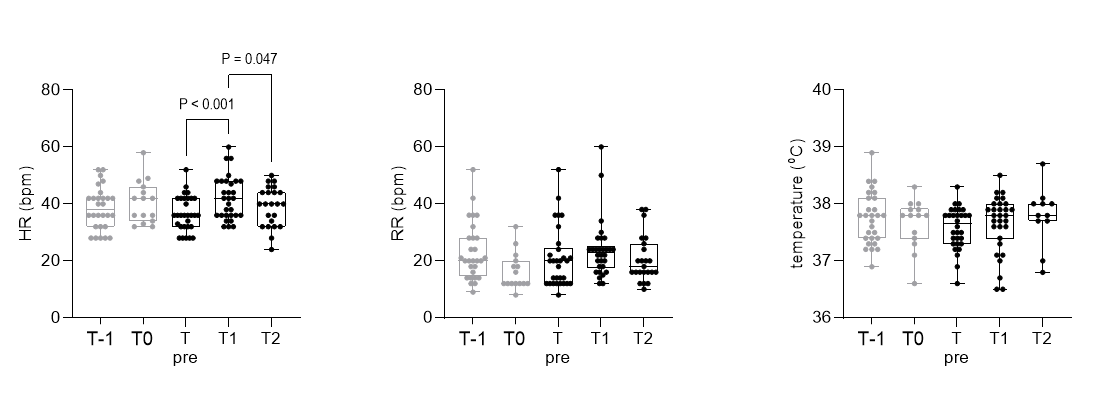 P = 0.047
P < 0.001
HR (bpm)
80
60
40
20
0
T-1 T0 T T1 T2
pre
RR (bpm)
80
60
40
20
0
T-1 T0 T T1 T2
pre
temperature (⁰C)
40
39
38
37
36
T-1 T0 T T1 T2
pre